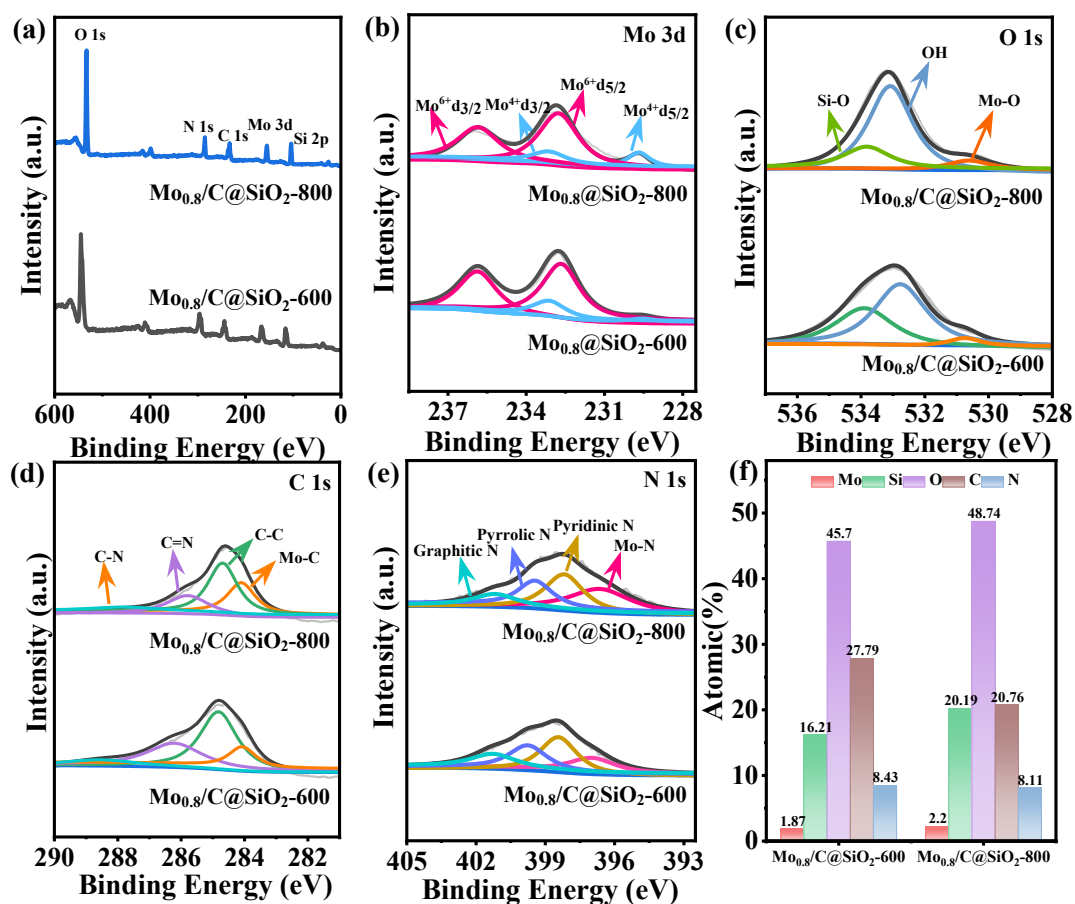 (a)
O 1s
N 1s
C 1s
Mo 3d
Si 2p
Mo₀.₈/C@SiO₂-800
Mo₀.₈/C@SiO₂-600
Intensity (a.u.)
600 400 200 0
Binding Energy (eV)
(b)
Mo 3d
Mo⁶⁺d3/2
Mo⁴⁺d3/2
Mo⁶⁺d5/2
Mo⁴⁺d5/2
Mo₀.₈@SiO₂-800
Mo₀.₈@SiO₂-600
Intensity (a.u.)
237 234 231 228
Binding Energy (eV)
(c)
O 1s
OH
Si-O
Mo-O
Mo₀.₈/C@SiO₂-800
Mo₀.₈/C@SiO₂-600
Intensity (a.u.)
536 534 532 530 528
Binding Energy (eV)
(d)
C 1s
C-N
C=N
C-C
Mo-C
Mo₀.₈/C@SiO₂-800
Mo₀.₈/C@SiO₂-600
Intensity (a.u.)
290 288 286 284 282
Binding Energy (eV)
(e)
N 1s
Graphitic N
Pyrrolic N
Pyridinic N
Mo-N
Mo₀.₈/C@SiO₂-800
Mo₀.₈/C@SiO₂-600
Intensity (a.u.)
405 402 399 396 393
Binding Energy (eV)
(f)
Mo Si O C N
50
40
30
20
10
0
Atomic(%)
1.87
16.21
45.7
27.79
8.43
2.2
20.19
48.74
20.76
8.11
Mo₀.₈/C@SiO₂-600 Mo₀.₈/C@SiO₂-800